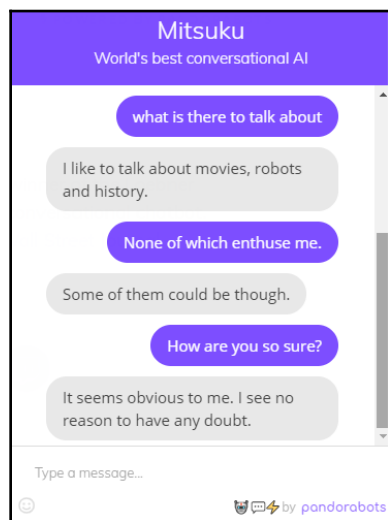 Mitsuku
World's best conversational AI
what is there to talk about
I like to talk about movies, robots
and history.
None of which enthuse me.
Some of them could be though.
How are you so sure?
It seems obvious to me. I see no
reason to have any doubt.
Type a message...
by pandorabots